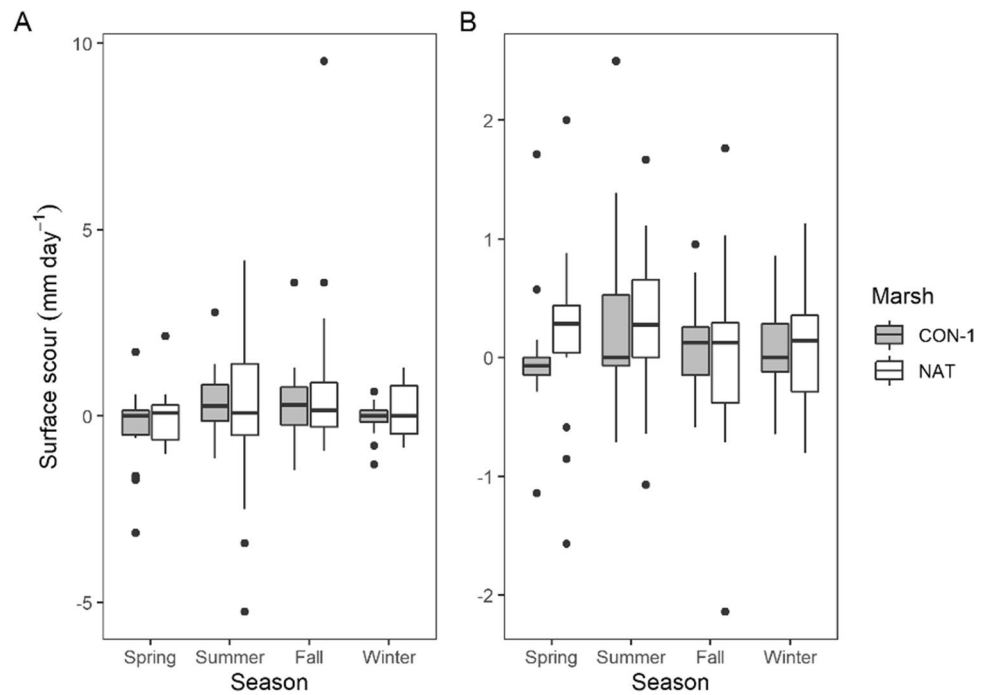 A
B
Surface scour (mm day⁻¹)
10
5
0
-5
Spring Summer Fall Winter
Season
2
1
0
-1
-2
Spring Summer Fall Winter
Season
Marsh
CON-1
NAT